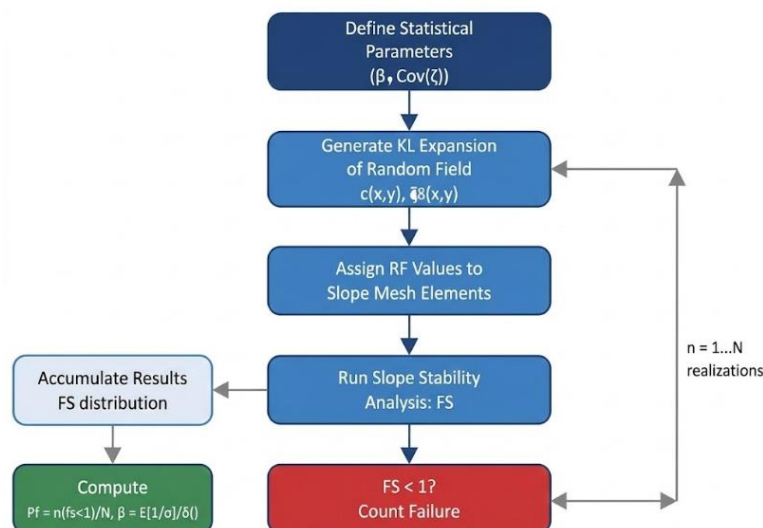 Define Statistical
Parameters
(β, Cov(ζ))
Generate KL Expansion
of Random Field
c(x,y),
Assign RF Values to
Slope Mesh Elements
n = 1...N
realizations
Accumulate Results
FS distribution
Run Slope Stability
Analysis: FS
Compute
Pf = n(fs<1)/N, β = E[1/σ]/δ()
FS < 1?
Count Failure